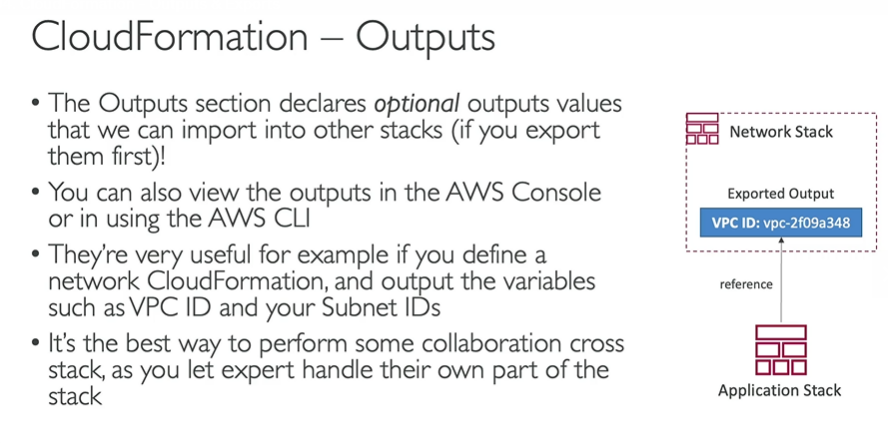 CloudFormation – Outputs
• The Outputs section declares optional outputs values
that we can import into other stacks (if you export
them first)!
• You can also view the outputs in the AWS Console
or in using the AWS CLI
• They're very useful for example if you define a
network CloudFormation, and output the variables
such as VPC ID and your Subnet IDs
• It's the best way to perform some collaboration cross
stack, as you let expert handle their own part of the
stack
Network Stack
Exported Output
VPC ID: vpc-2f09a348
reference
Application Stack